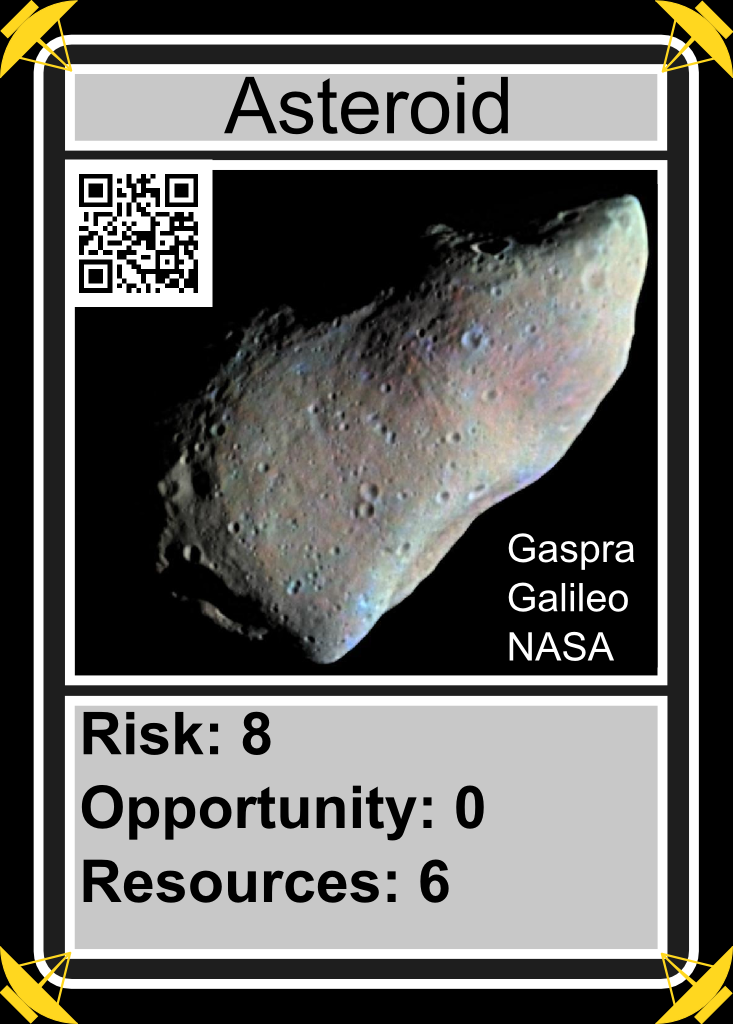 Asteroid
Gaspra
Galileo
NASA
Risk: 8
Opportunity: 0
Resources: 6